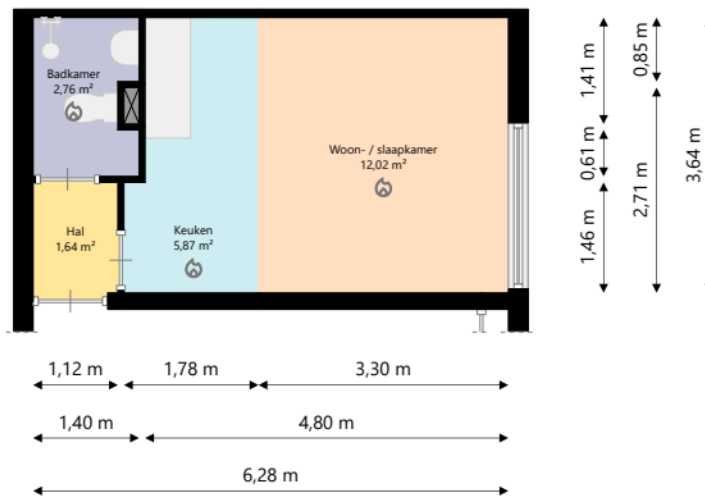 Badkamer
2,76 m²
Woon- / slaapkamer
12,02 m²
Hal
1,64 m²
Keuken
5,87 m²
1,41 m
0,85 m
0,61 m
2,71 m
3,64 m
1,46 m
1,12 m
1,78 m
3,30 m
1,40 m
4,80 m
6,28 m